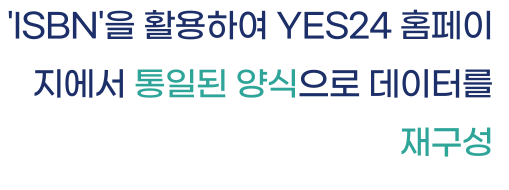 'ISBN'을 활용하여 YES24 홈페이
지에서 통일된 양식으로 데이터를
재구성